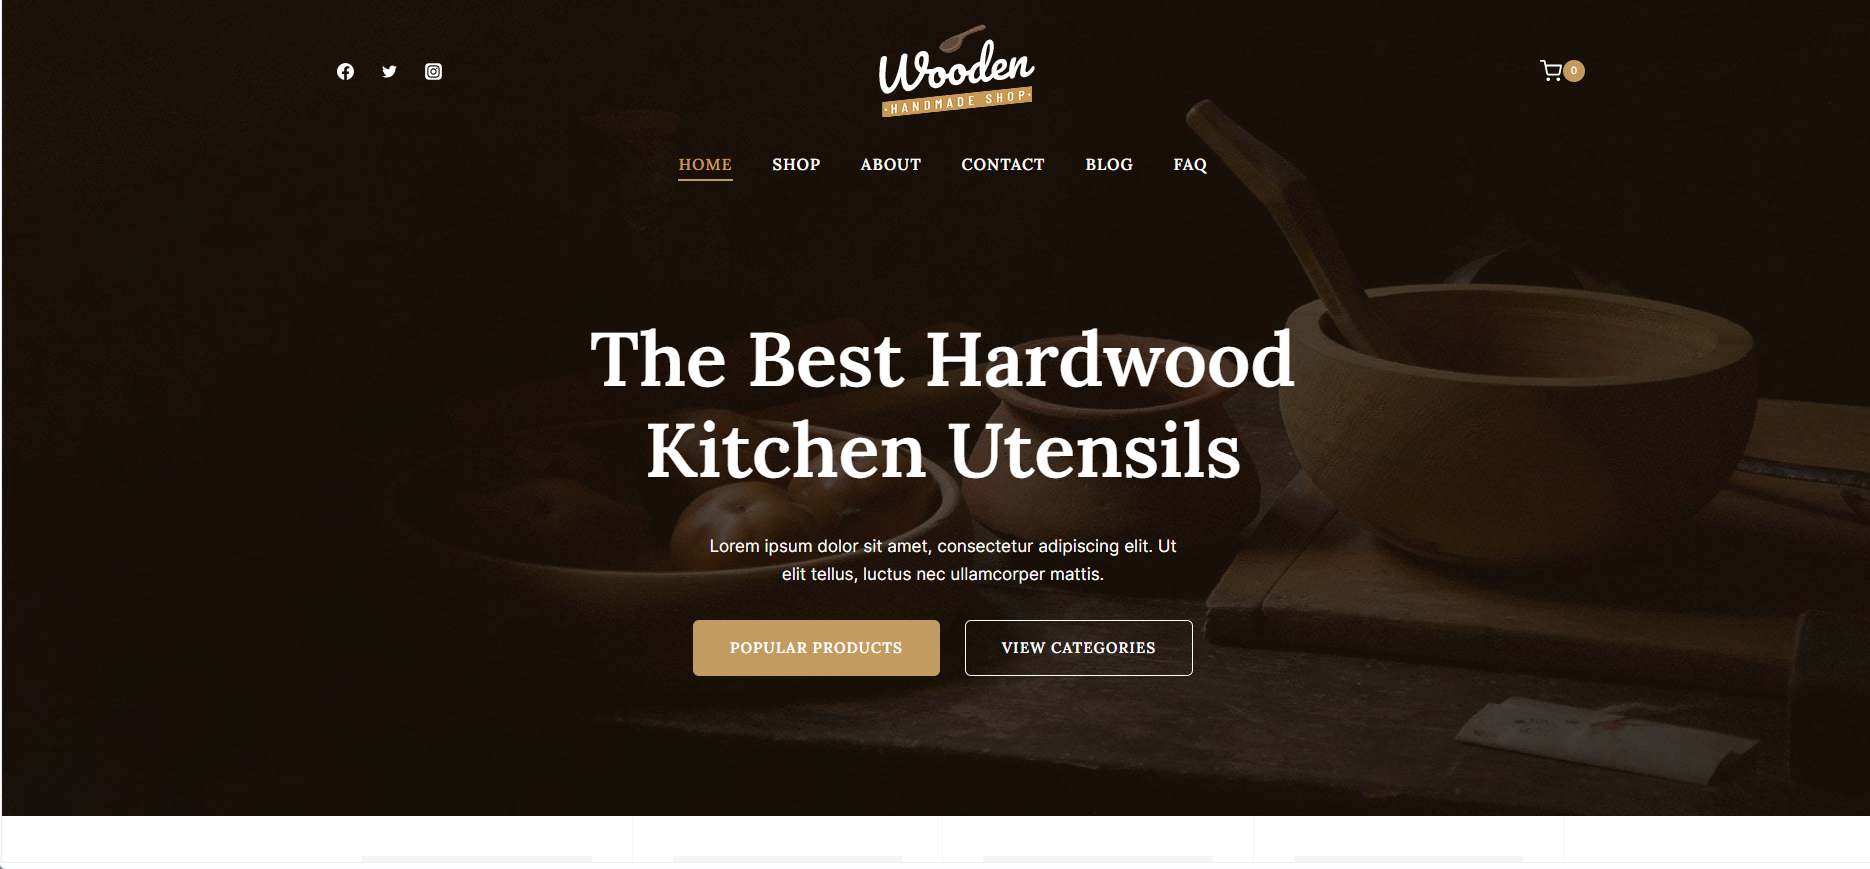 Wooden
·HANDMADE SHOP·
0
HOME SHOP ABOUT CONTACT BLOG FAQ
The Best Hardwood
Kitchen Utensils
Lorem ipsum dolor sit amet, consectetur adipiscing elit. Ut
elit tellus, luctus nec ullamcorper mattis.
POPULAR PRODUCTS VIEW CATEGORIES